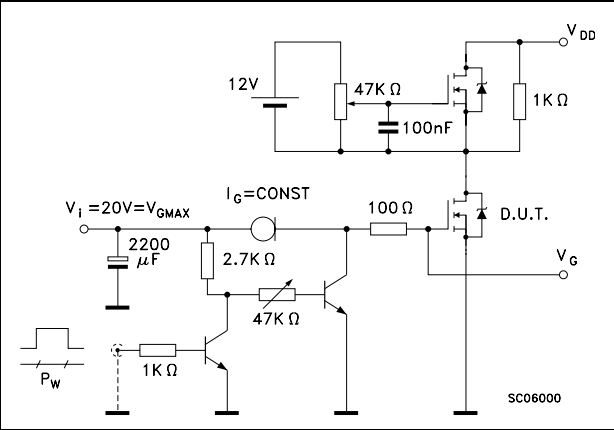 V DD
12V
47K Ω
1K Ω
100nF
I G =CONST
V i =20V=V GMAX
100 Ω
D.U.T.
2200
μF
2.7K Ω
V G
47K Ω
1K Ω
P W
SC06000